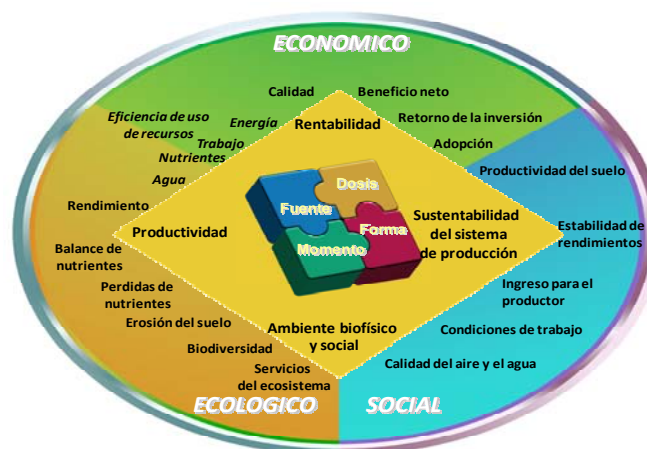 ECONOMICO
Calidad
Beneficio neto
Eficiencia de uso
de recursos
Energía
Rentabilidad
Retorno de la inversión
Trabajo
Adopción
Nutrientes
Agua
Productividad del suelo
Dosis
Fuente
Rendimiento
Forma
Sustentabilidad
del sistema
de producción
Estabilidad de
rendimientos
Productividad
Momento
Balance de
nutrientes
Perdidas de
nutrientes
Ingreso para el
productor
Erosión del suelo
Ambiente biofísico
y social
Condiciones de trabajo
Biodiversidad
Servicios
del ecosistema
Calidad del aire y el agua
ECOLOGICO
SOCIAL